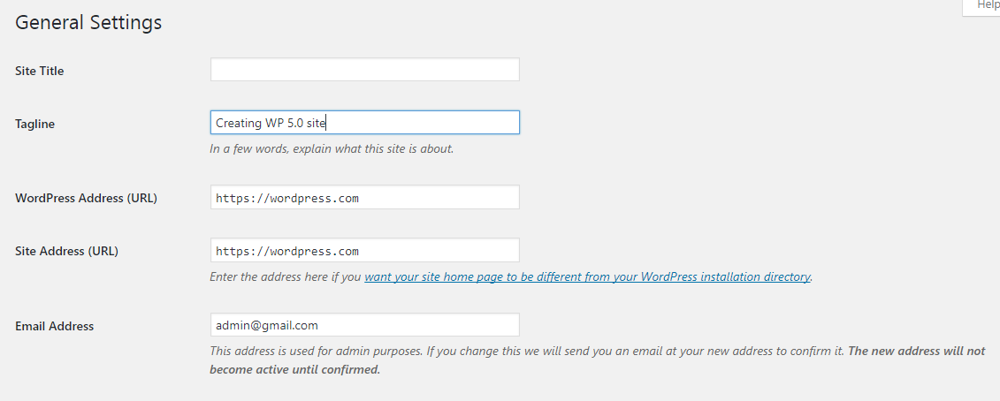 Help
General Settings
Site Title
Tagline
Creating WP 5.0 site
In a few words, explain what this site is about.
WordPress Address (URL)
https://wordpress.com
Site Address (URL)
https://wordpress.com
Enter the address here if you want your site home page to be different from your WordPress installation directory.
Email Address
admin@gmail.com
This address is used for admin purposes. If you change this we will send you an email at your new address to confirm it. The new address will not
become active until confirmed.